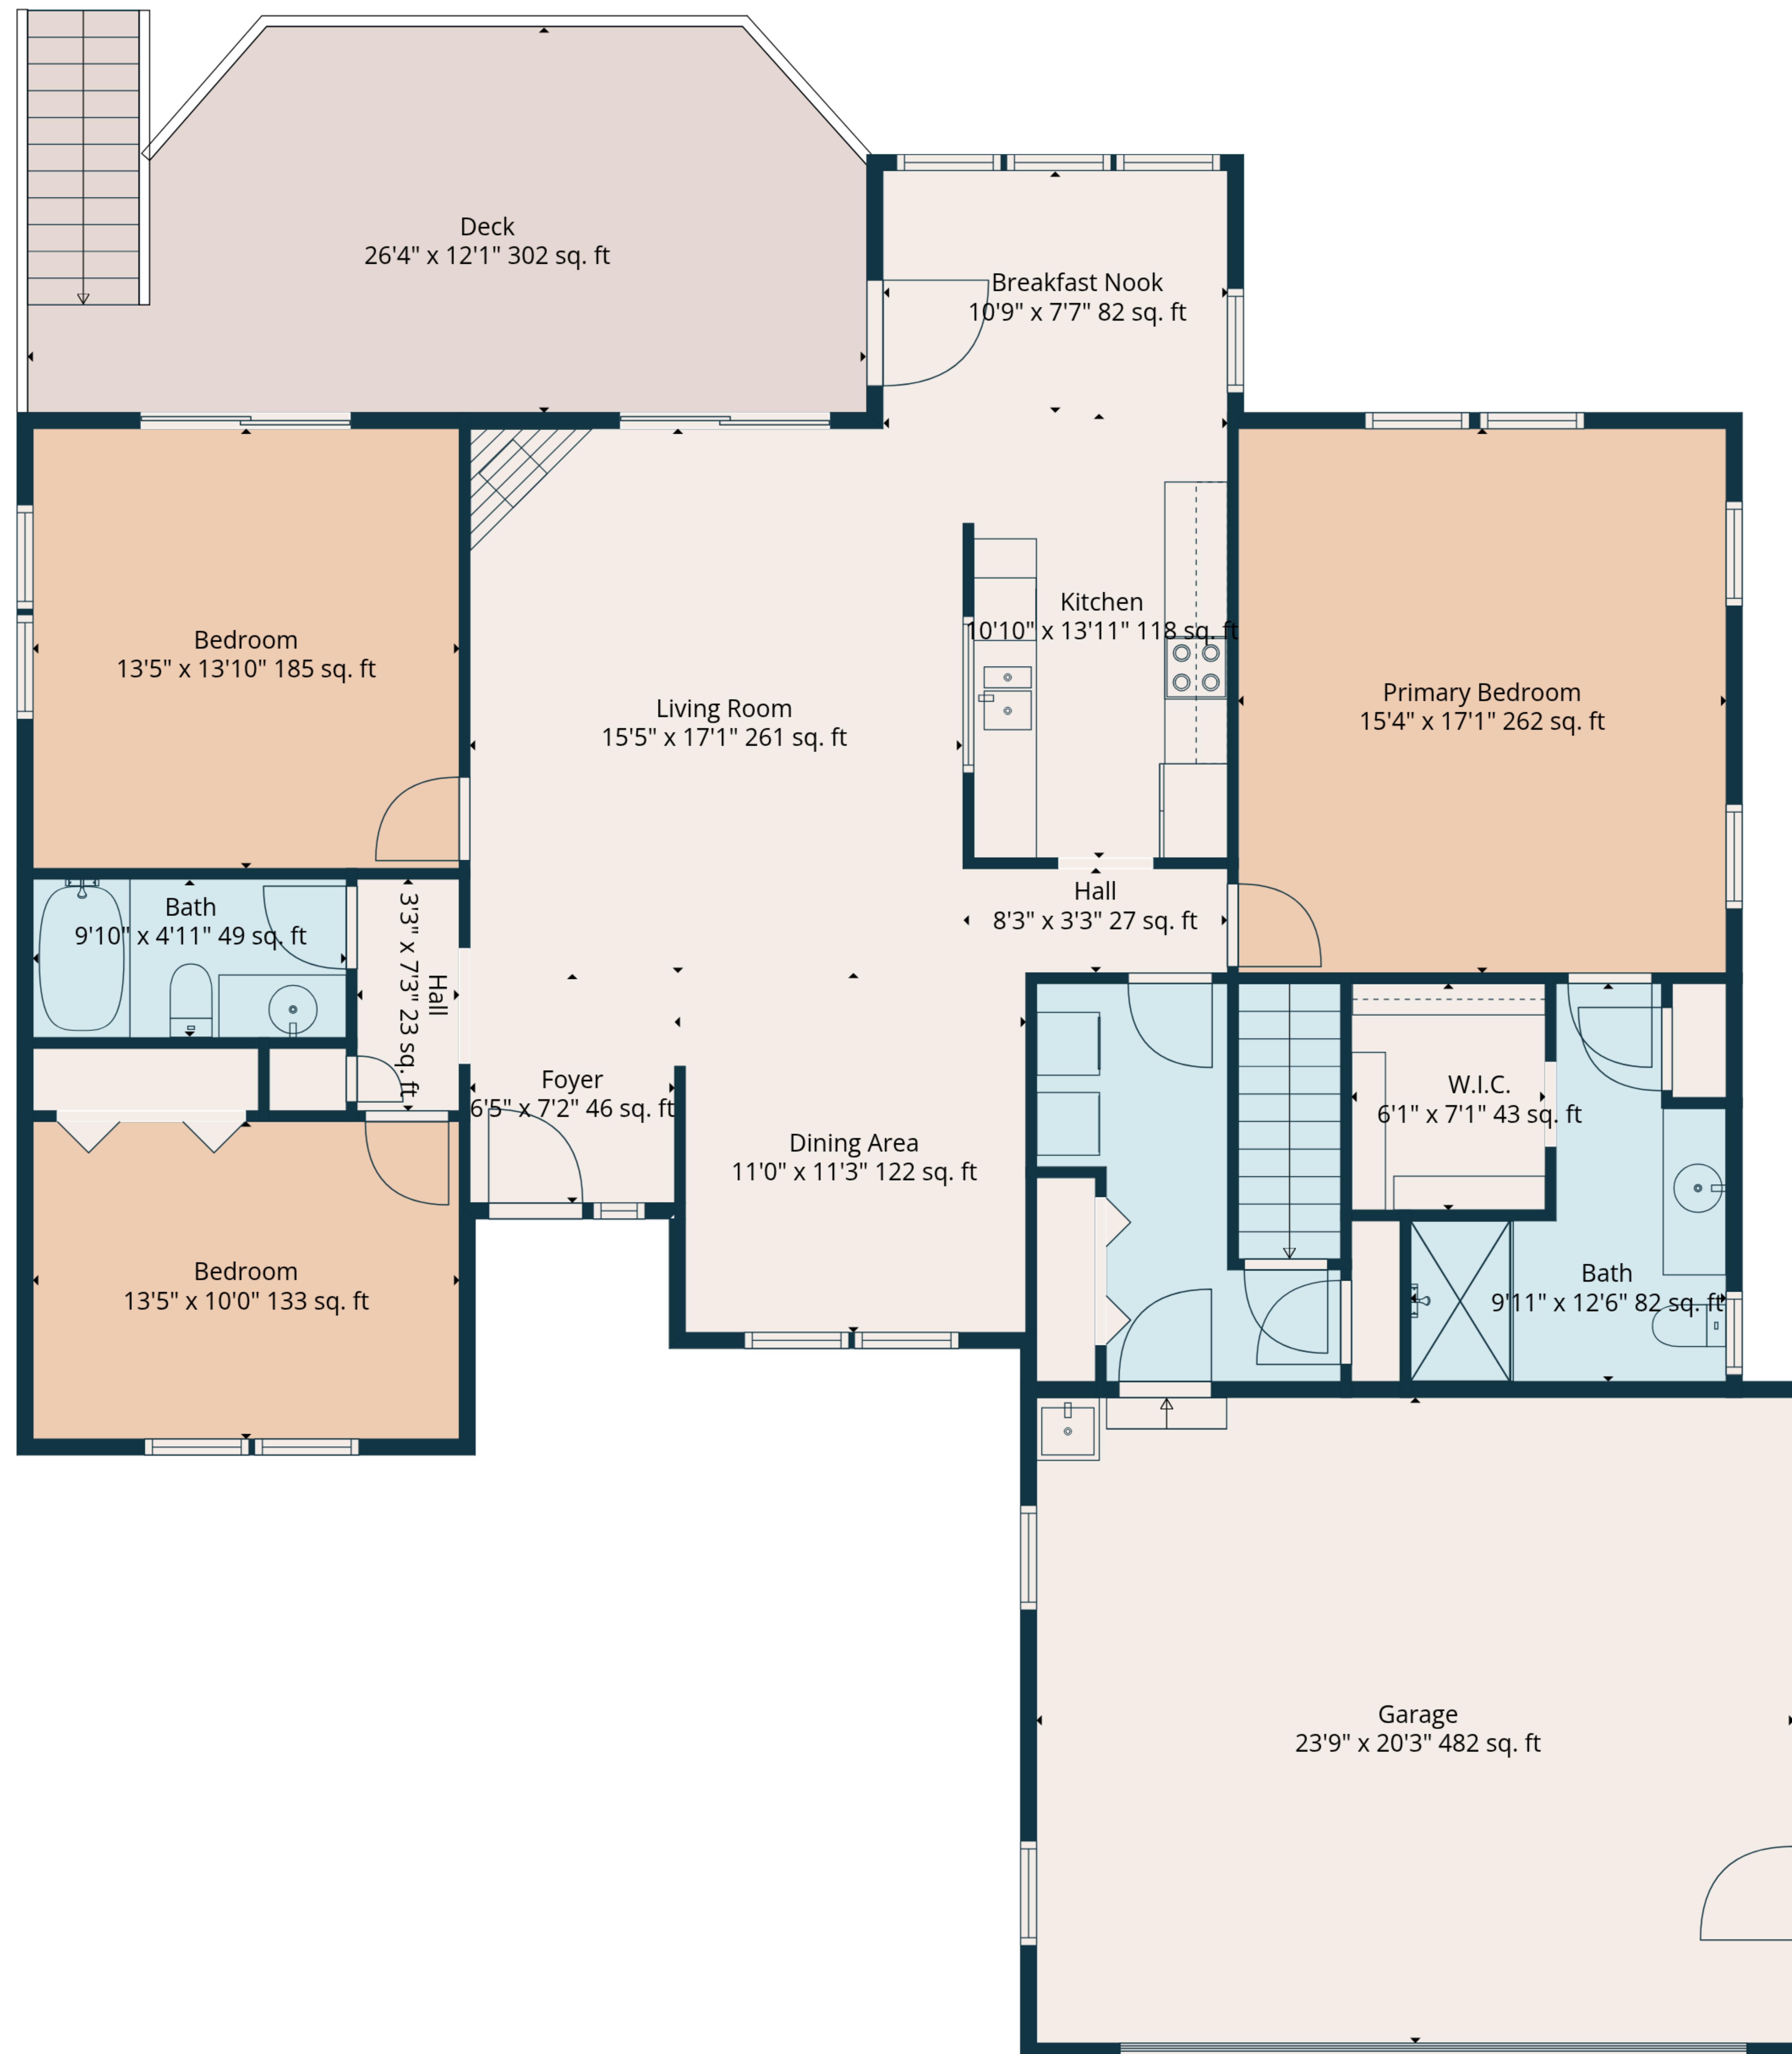 Deck
26'4" x 12'1" 302 sq. ft
Breakfast Nook
10'9" x 7'7" 82 sq. ft
Kitchen
10'10" x 13'11" 118 sq. ft
Bedroom
13'5" x 13'10" 185 sq. ft
Living Room
15'5" x 17'1" 261 sq. ft
Primary Bedroom
15'4" x 17'1" 262 sq. ft
Bath
9'10" x 4'11" 49 sq. ft
Hall
3'3" x 7'3" 23 sq. ft
Hall
8'3" x 3'3" 27 sq. ft
Foyer
6'5" x 7'2" 46 sq. ft
W.I.C.
6'1" x 7'1" 43 sq. ft
Dining Area
11'0" x 11'3" 122 sq. ft
Bedroom
13'5" x 10'0" 133 sq. ft
Bath
9'11" x 12'6" 82 sq. ft
Garage
23'9" x 20'3" 482 sq. ft